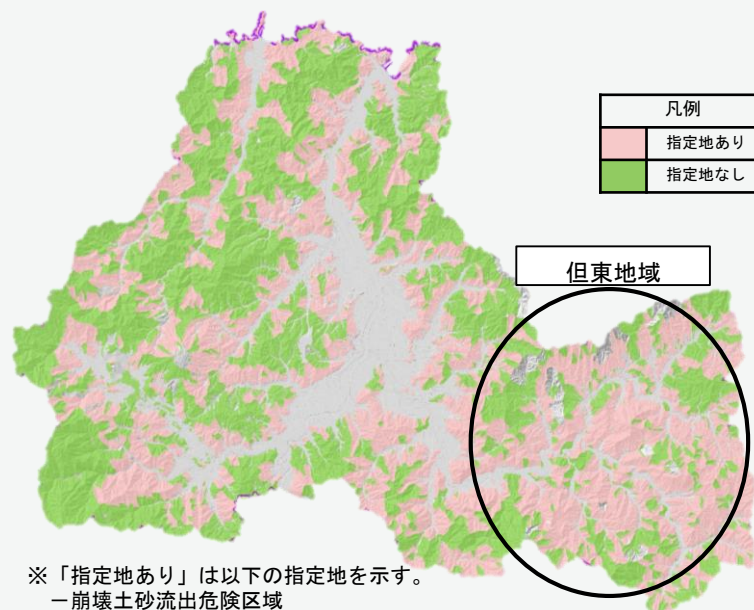 凡例
指定地あり
指定地なし
但東地域
※「指定地あり」は以下の指定地を示す。
－崩壊土砂流出危険区域